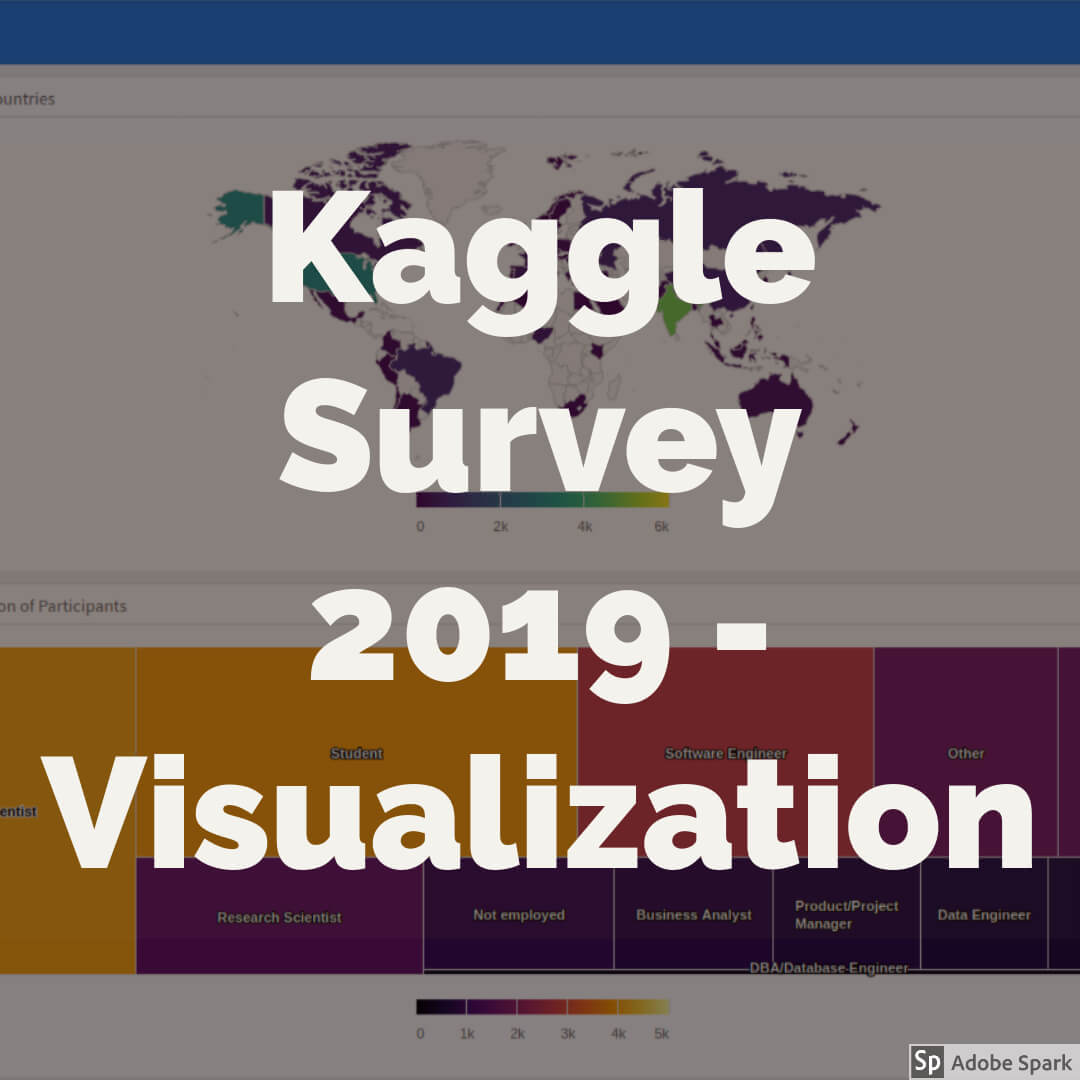 ountries
Kaggle
Survey
0 2k 4k 6k
on of Participants
2019 -
Student
Software Engineer
Other
entist
Visualization
Research Scientist
Not employed
Business Analyst
Product/Project
Manager
Data Engineer
DBA/Database Engineer
0 1k 2k 3k 4k 5k
Sp Adobe Spark